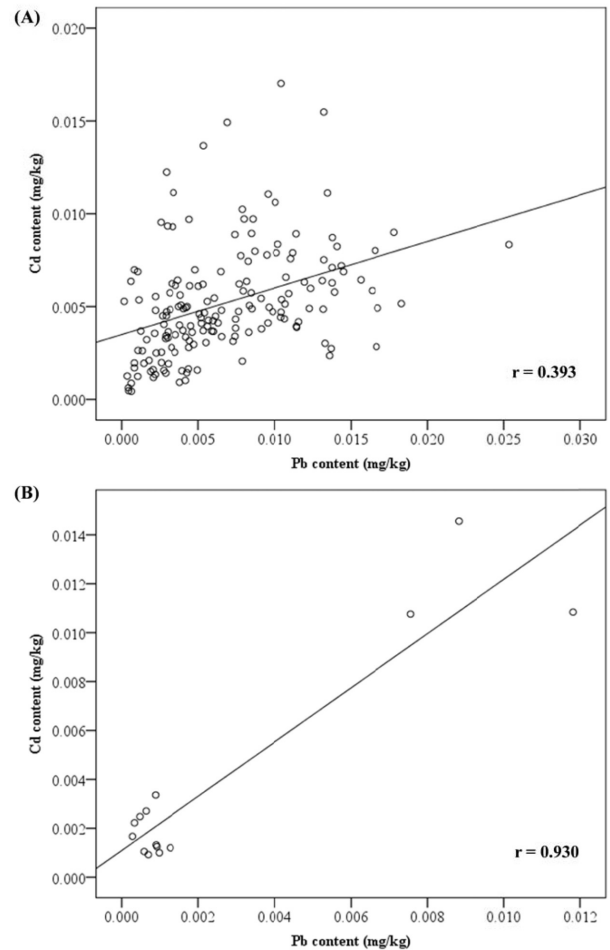 (A)
0.020
0.015
0.010
0.005
0.000
Cd content (mg/kg)
r = 0.393
0.000 0.005 0.010 0.015 0.020 0.025 0.030
Pb content (mg/kg)
(B)
0.014
0.012
0.010
0.008
0.006
0.004
0.002
0.000
Cd content (mg/kg)
r = 0.930
0.000 0.002 0.004 0.006 0.008 0.010 0.012
Pb content (mg/kg)